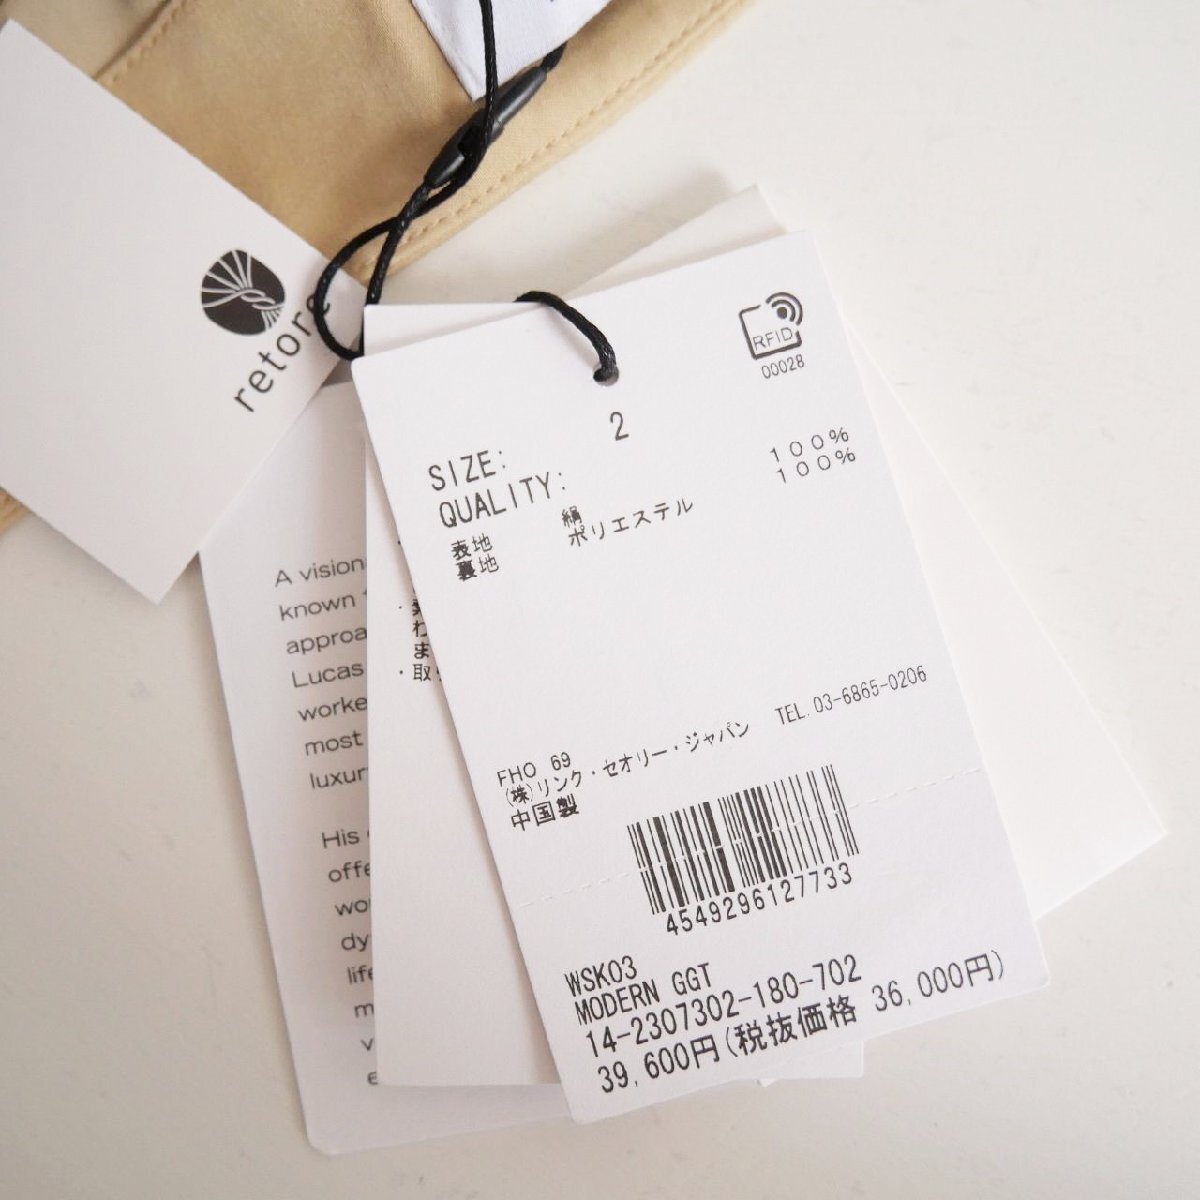 retore
RFID
00028
SIZE: 2
QUALITY:
表地 絹 100%
裏地 ポリエステル 100%
FHO 69
(株)リンク・セオリー・ジャパン TEL.03-6865-0206
中国製
4549296127733
WSK03
MODERN GGT
14-2307302-180-702
39,600円(税抜価格 36,000円)
A vision
known
approa
Lucas
worke
most
luxur
His
offe
wo
dy
life
m
v
e
わ
ま
・取